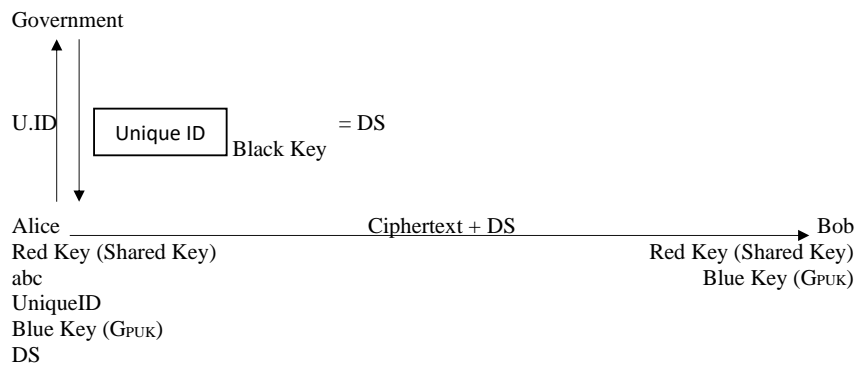 Government
U.ID Unique ID Black Key = DS
Alice Ciphertext + DS Bob
Red Key (Shared Key) Red Key (Shared Key)
abc Blue Key (GPUK)
UniqueID
Blue Key (GPUK)
DS